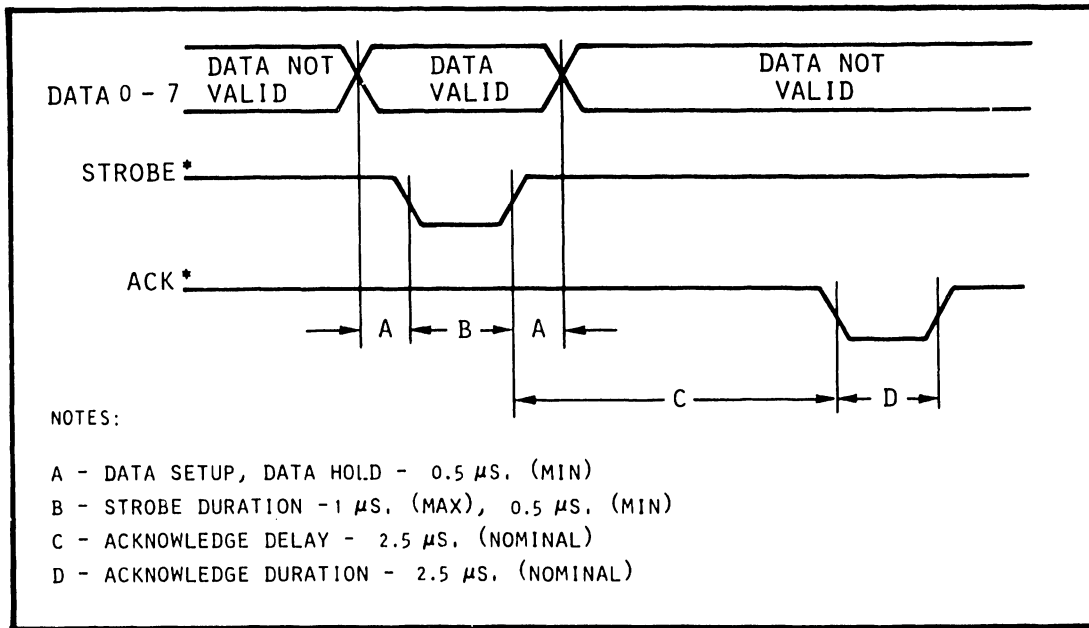 DATA NOT VALID
DATA VALID
DATA NOT VALID
DATA 0 - 7
STROBE*
ACK*
A B A
C D
NOTES:
A - DATA SETUP, DATA HOLD - 0.5 µS. (MIN)
B - STROBE DURATION -1 µS. (MAX), 0.5 µS. (MIN)
C - ACKNOWLEDGE DELAY - 2.5 µS. (NOMINAL)
D - ACKNOWLEDGE DURATION - 2.5 µS. (NOMINAL)